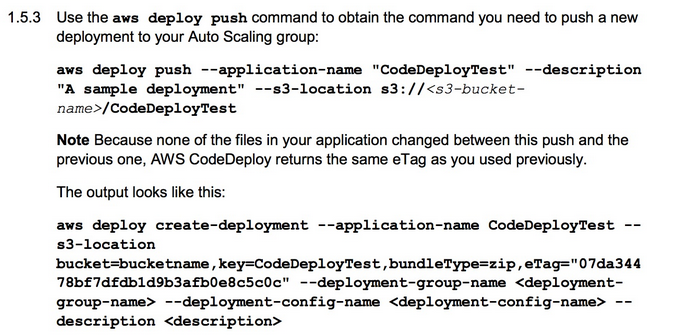 1.5.3 Use the aws deploy push command to obtain the command you need to push a new
deployment to your Auto Scaling group:
aws deploy push --application-name "CodeDeployTest" --description
"A sample deployment" --s3-location s3://<s3-bucket-
name>/CodeDeployTest
Note Because none of the files in your application changed between this push and the
previous one, AWS CodeDeploy returns the same eTag as you used previously.
The output looks like this:
aws deploy create-deployment --application-name CodeDeployTest --
s3-location
bucket=bucketname,key=CodeDeployTest,bundleType=zip,eTag="07da344
78bf7dfdb1d9b3afb0e8c5c0c" --deployment-group-name <deployment-
group-name> --deployment-config-name <deployment-config-name> --
description <description>